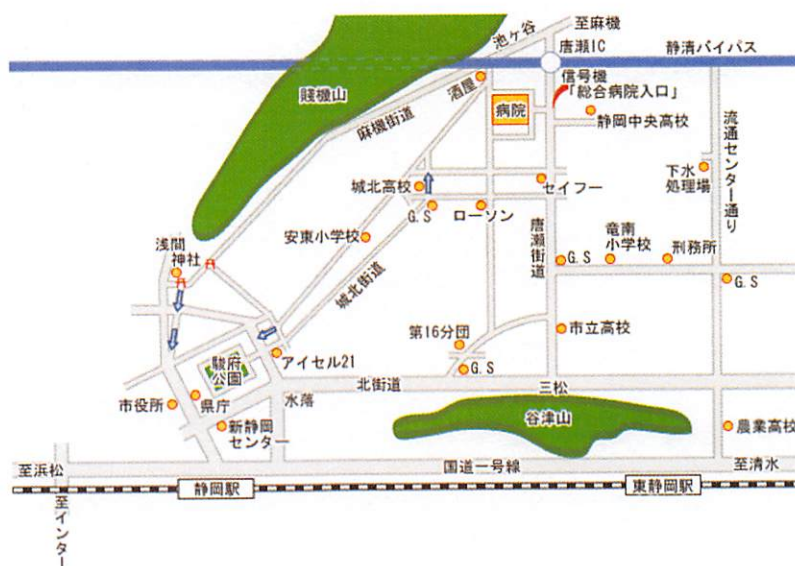 至麻機
池ヶ谷
唐瀬IC
静清バイパス
信号機
「総合病院入口」
賤機山
酒屋
病院
麻機街道
静岡中央高校
流通センター通り
下水
処理場
城北高校
セイフー
G.S
ローソン
安東小学校
唐瀬街道
竜南
小学校
刑務所
浅間
神社
城北街道
G.S
G.S
第16分団
市立高校
アイセル21
駿府
公園
G.S
北街道
三松
市役所
県庁
水落
谷津山
新静岡
センター
農業高校
至浜松
国道一号線
至清水
静岡駅
東静岡駅
至インター